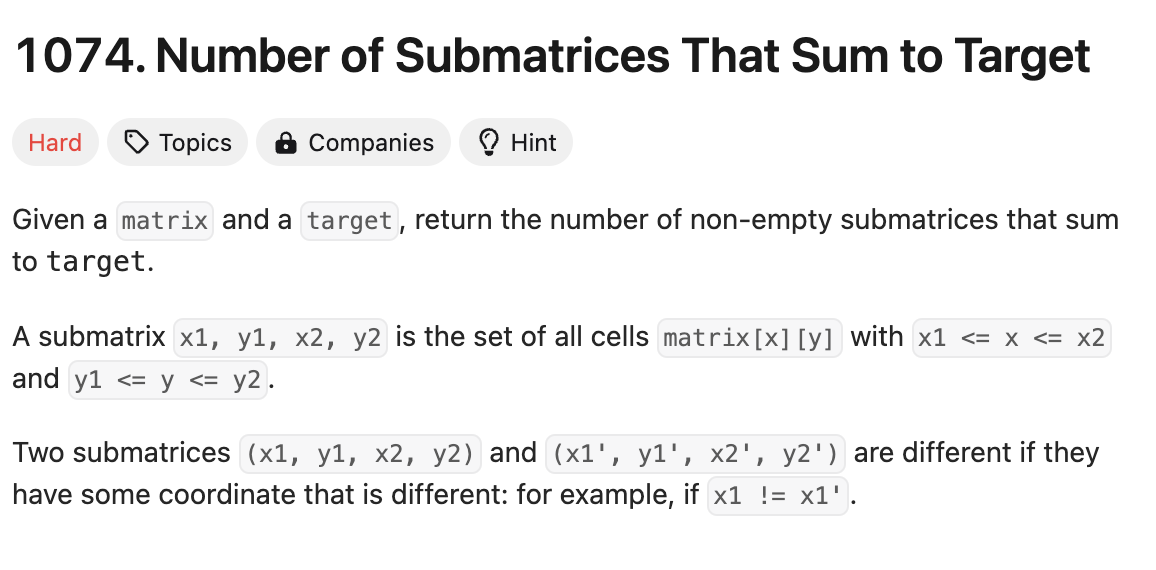 1074. Number of Submatrices That Sum to Target
Hard Topics Companies Hint
Given a matrix and a target, return the number of non-empty submatrices that sum
to target.
A submatrix x1, y1, x2, y2 is the set of all cells matrix[x][y] with x1 <= x <= x2
and y1 <= y <= y2.
Two submatrices (x1, y1, x2, y2) and (x1', y1', x2', y2') are different if they
have some coordinate that is different: for example, if x1 != x1'.